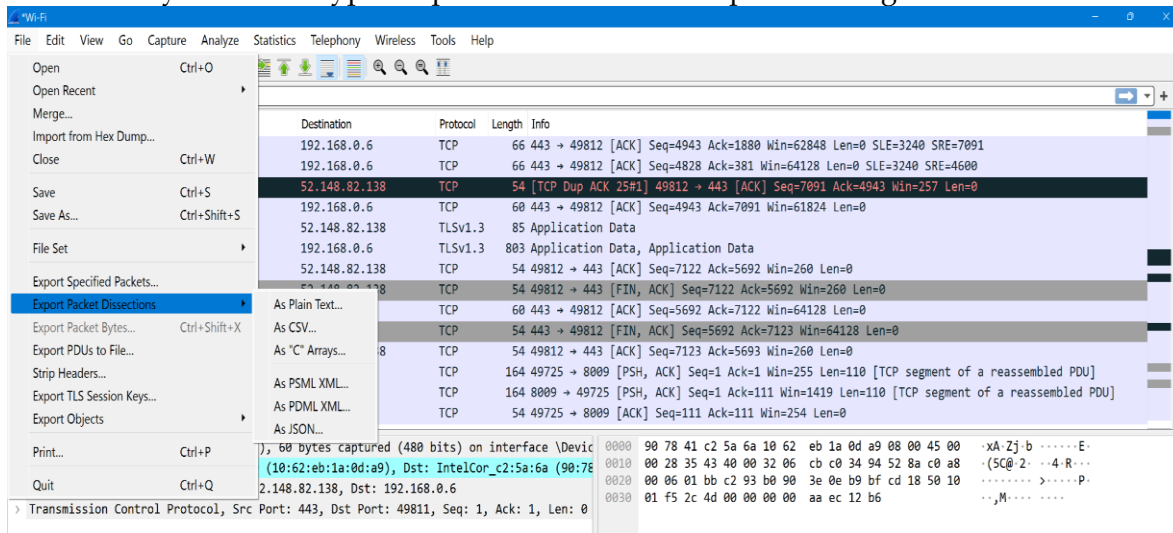 *Wi-Fi
File Edit View Go Capture Analyze Statistics Telephony Wireless Tools Help
Open Ctrl+O
Open Recent
Merge...
Import from Hex Dump...
Close Ctrl+W
Save Ctrl+S
Save As... Ctrl+Shift+S
File Set
Export Specified Packets...
Export Packet Dissections
Export Packet Bytes... Ctrl+Shift+X
Export PDUs to File...
Strip Headers...
Export TLS Session Keys...
Export Objects
Print... Ctrl+P
Quit Ctrl+Q
As Plain Text...
As CSV...
As "C" Arrays...
As PSML XML...
As PDML XML...
As JSON...
Destination Protocol Length Info
192.168.0.6 TCP 66 443 → 49812 [ACK] Seq=4943 Ack=1880 Win=62848 Len=0 SLE=3240 SRE=7091
192.168.0.6 TCP 66 443 → 49812 [ACK] Seq=4828 Ack=381 Win=64128 Len=0 SLE=3240 SRE=4600
52.148.82.138 TCP 54 [TCP Dup ACK 25#1] 49812 → 443 [ACK] Seq=7091 Ack=4943 Win=257 Len=0
192.168.0.6 TCP 60 443 → 49812 [ACK] Seq=4943 Ack=7091 Win=61824 Len=0
52.148.82.138 TLSv1.3 85 Application Data
192.168.0.6 TLSv1.3 803 Application Data, Application Data
52.148.82.138 TCP 54 49812 → 443 [ACK] Seq=7122 Ack=5692 Win=260 Len=0
52.148.82.138 TCP 54 49812 → 443 [FIN, ACK] Seq=7122 Ack=5692 Win=260 Len=0
TCP 60 443 → 49812 [ACK] Seq=5692 Ack=7122 Win=64128 Len=0
TCP 54 443 → 49812 [FIN, ACK] Seq=5692 Ack=7123 Win=64128 Len=0
8 TCP 54 49812 → 443 [ACK] Seq=7123 Ack=5693 Win=260 Len=0
TCP 164 49725 → 8009 [PSH, ACK] Seq=1 Ack=1 Win=255 Len=110 [TCP segment of a reassembled PDU]
TCP 164 8009 → 49725 [PSH, ACK] Seq=1 Ack=111 Win=1419 Len=110 [TCP segment of a reassembled PDU]
TCP 54 49725 → 8009 [ACK] Seq=111 Ack=111 Win=254 Len=0
), 60 bytes captured (480 bits) on interface \Devic
(10:62:eb:1a:0d:a9), Dst: IntelCor_c2:5a:6a (90:78
2.148.82.138, Dst: 192.168.0.6
> Transmission Control Protocol, Src Port: 443, Dst Port: 49811, Seq: 1, Ack: 1, Len: 0
0000 90 78 41 c2 5a 6a 10 62 eb 1a 0d a9 08 00 45 00 ·xA·Zj·b ······E·
0010 00 28 35 43 40 00 32 06 cb c0 34 94 52 8a c0 a8 ·(5C@·2· ··4·R···
0020 00 06 01 bb c2 93 b0 90 3e 0e b9 bf cd 18 50 10 ········ >·····P·
0030 01 f5 2c 4d 00 00 00 00 aa ec 12 b6 ··,M···· ····